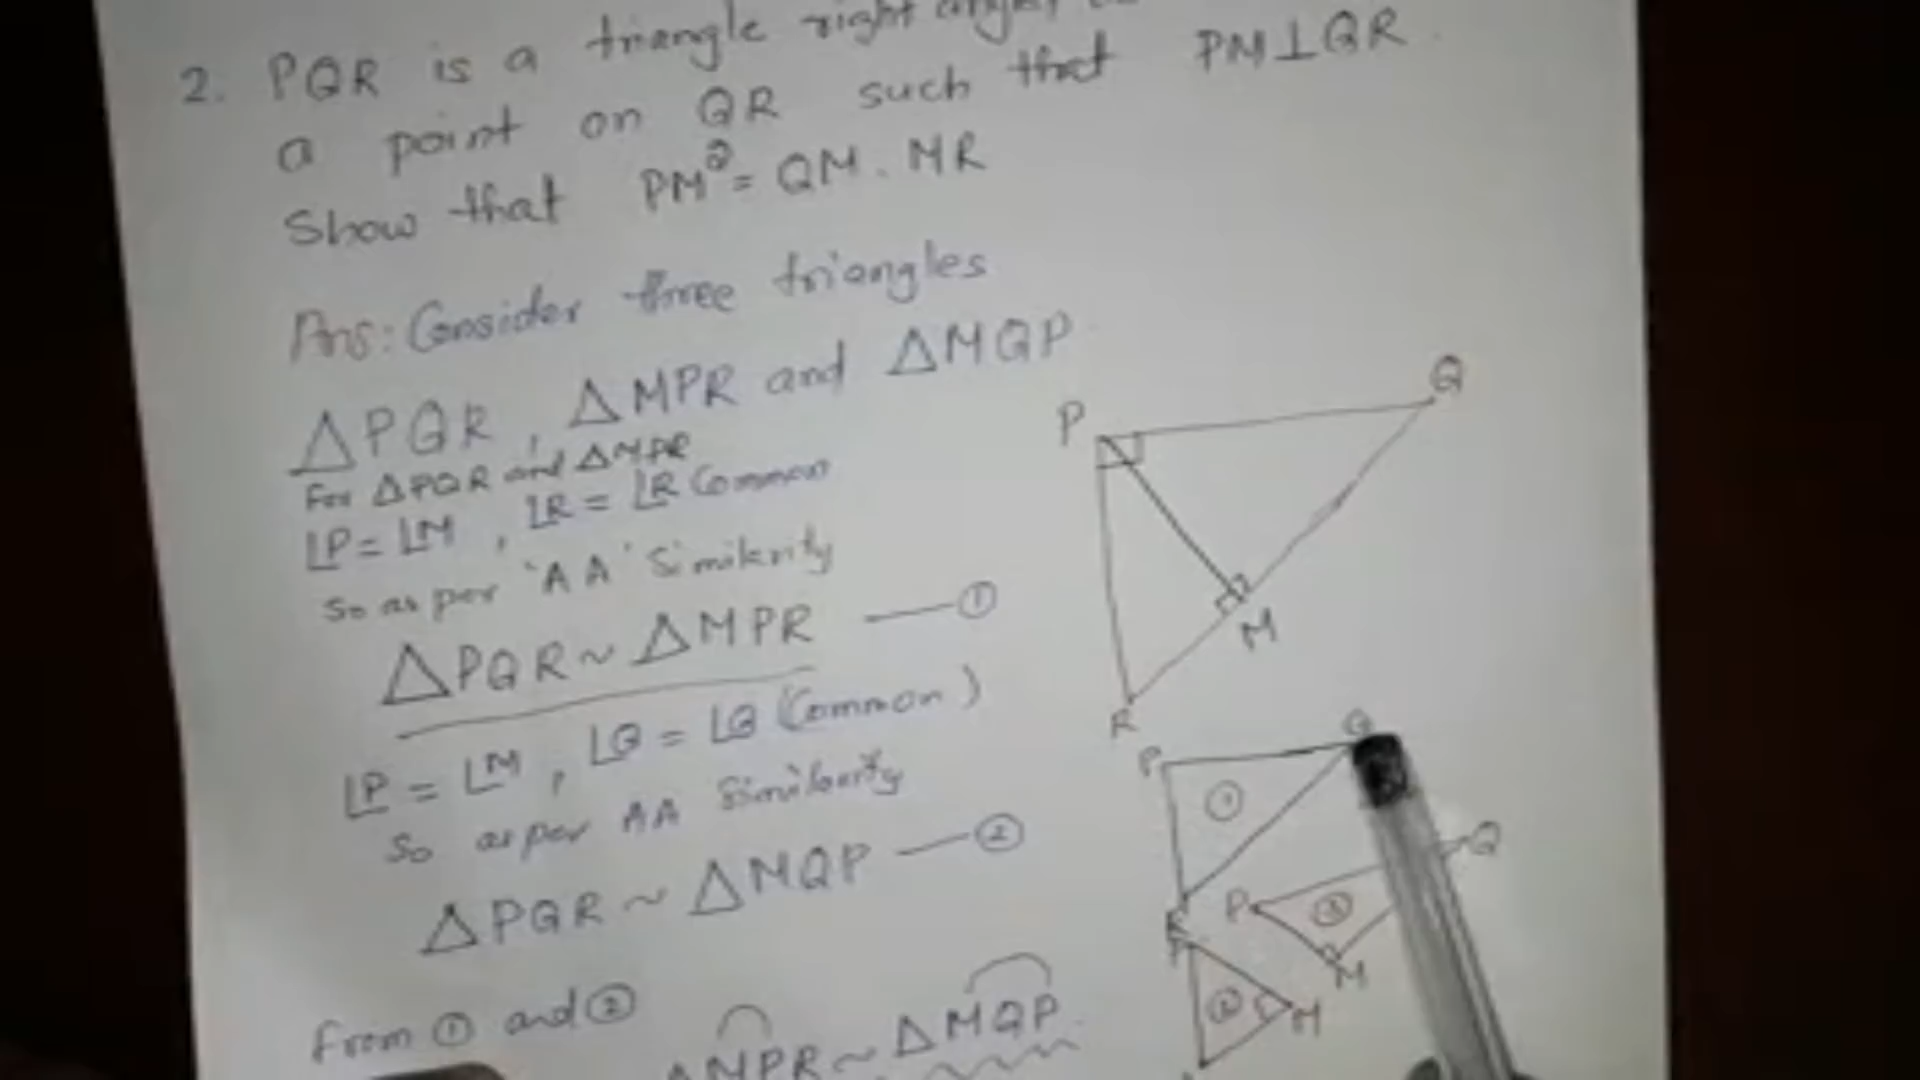 2. PQR is a triangle right
a point on QR such that PM⊥QR.
Show that PM²= QM.MR
Ans: Consider three triangles
△PQR, △MPR and △MQP.
For △PQR and △MPR
∠P = ∠M, ∠R = ∠R Common
So as per 'AA' Similarity
△PQR ~ △MPR — ①
∠P = ∠M, ∠Q = ∠Q (Common)
So as per AA Similarity
△PQR ~ △MQP — ②
from ① and ②
△MPR ~ △MQP
P
Q
M
R
P
Q
①
R
P
Q
③
M
P
②
M